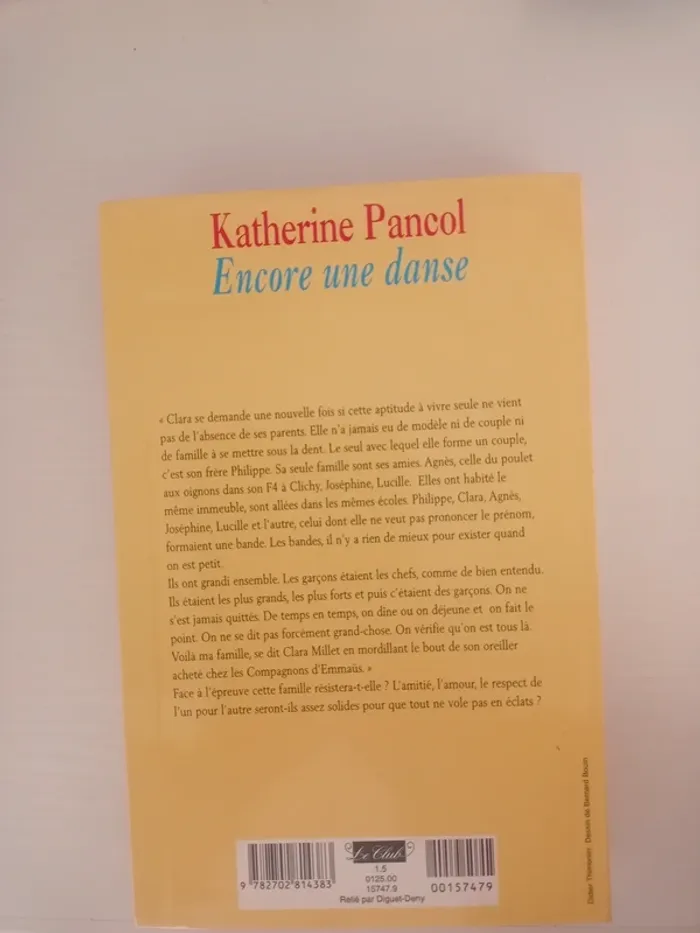 Katherine Pancol
Encore une danse
« Clara se demande une nouvelle fois si cette aptitude à vivre seule ne vient
pas de l'absence de ses parents. Elle n'a jamais eu de modèle ni de couple ni
de famille à se mettre sous la dent. Le seul avec lequel elle forme un couple,
c'est son frère Philippe. Sa seule famille sont ses amies. Agnès, celle du poulet
aux oignons dans son F4 à Clichy, Joséphine, Lucille. Elles ont habité le
même immeuble, sont allées dans les mêmes écoles. Philippe, Clara, Agnès,
Joséphine, Lucille et l'autre, celui dont elle ne veut pas prononcer le prénom,
formaient une bande. Les bandes, il n'y a rien de mieux pour exister quand
on est petit.
Ils ont grandi ensemble. Les garçons étaient les chefs, comme de bien entendu.
Ils étaient les plus grands, les plus forts et puis c'étaient des garçons. On ne
s'est jamais quittés. De temps en temps, on dîne ou on déjeune et on fait le
point. On ne se dit pas forcément grand-chose. On vérifie qu'on est tous là.
Voilà ma famille, se dit Clara Millet en mordillant le bout de son oreiller
acheté chez les Compagnons d'Emmaüs. »
Face à l'épreuve cette famille résistera-t-elle ? L'amitié, l'amour, le respect de
l'un pour l'autre seront-ils assez solides pour que tout ne vole pas en éclats ?
Didier Thimonier. Dessin de Bernard Bouin
Le Club
1.5
0125.00
15747.9
9 782702 814383
00157479
Relié par Diguet-Deny